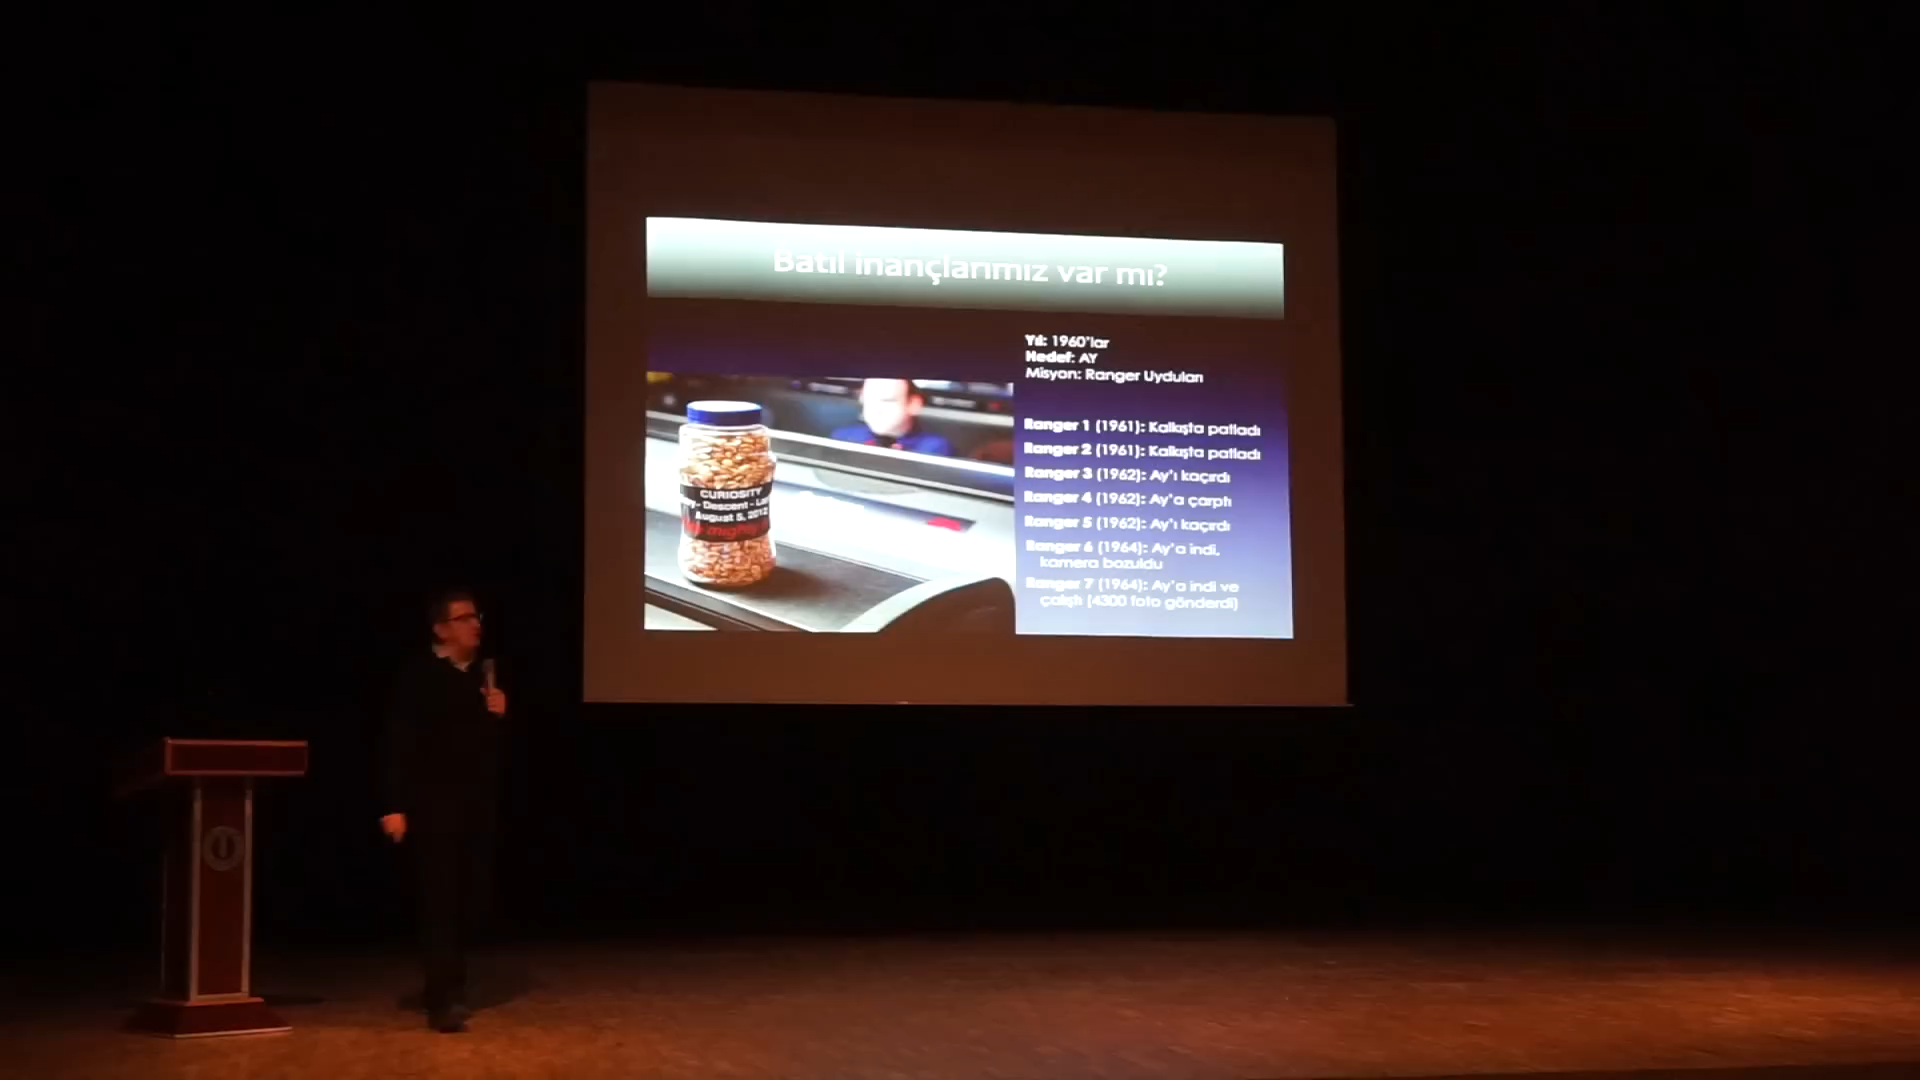 Batıl inançlarımız var mı?
Yıl: 1960'lar
Hedef: AY
Misyon: Ranger Uyduları
Ranger 1 (1961): Kalkışta patladı
Ranger 2 (1961): Kalkışta patladı
Ranger 3 (1962): Ay'ı kaçırdı
Ranger 4 (1962): Ay'a çarptı
Ranger 5 (1962): Ay'ı kaçırdı
Ranger 6 (1964): Ay'a indi,
kamera bozuldu
Ranger 7 (1964): Ay'a indi ve
çalıştı (4300 foto gönderdi)
CURIOSITY
Descent
August 5, 2012